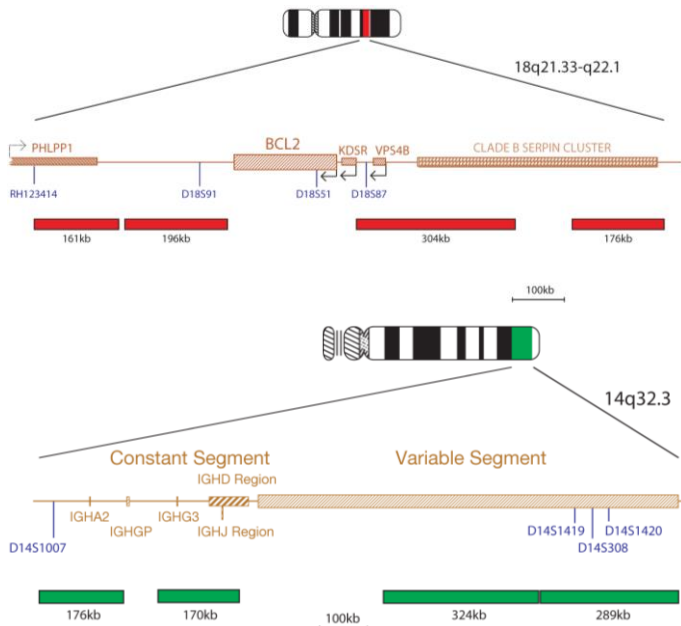 18q21.33-q22.1
PHLPP1
BCL2
KDSR
VPS4B
CLADE B SERPIN CLUSTER
RH123414
D18S91
D18S51
D18S87
161kb
196kb
304kb
176kb
100kb
14q32.3
Constant Segment
Variable Segment
IGHD Region
IGHA2
IGHGP
IGHG3
IGHJ Region
D14S1007
D14S1419
D14S308
D14S1420
176kb
170kb
100kb
324kb
289kb